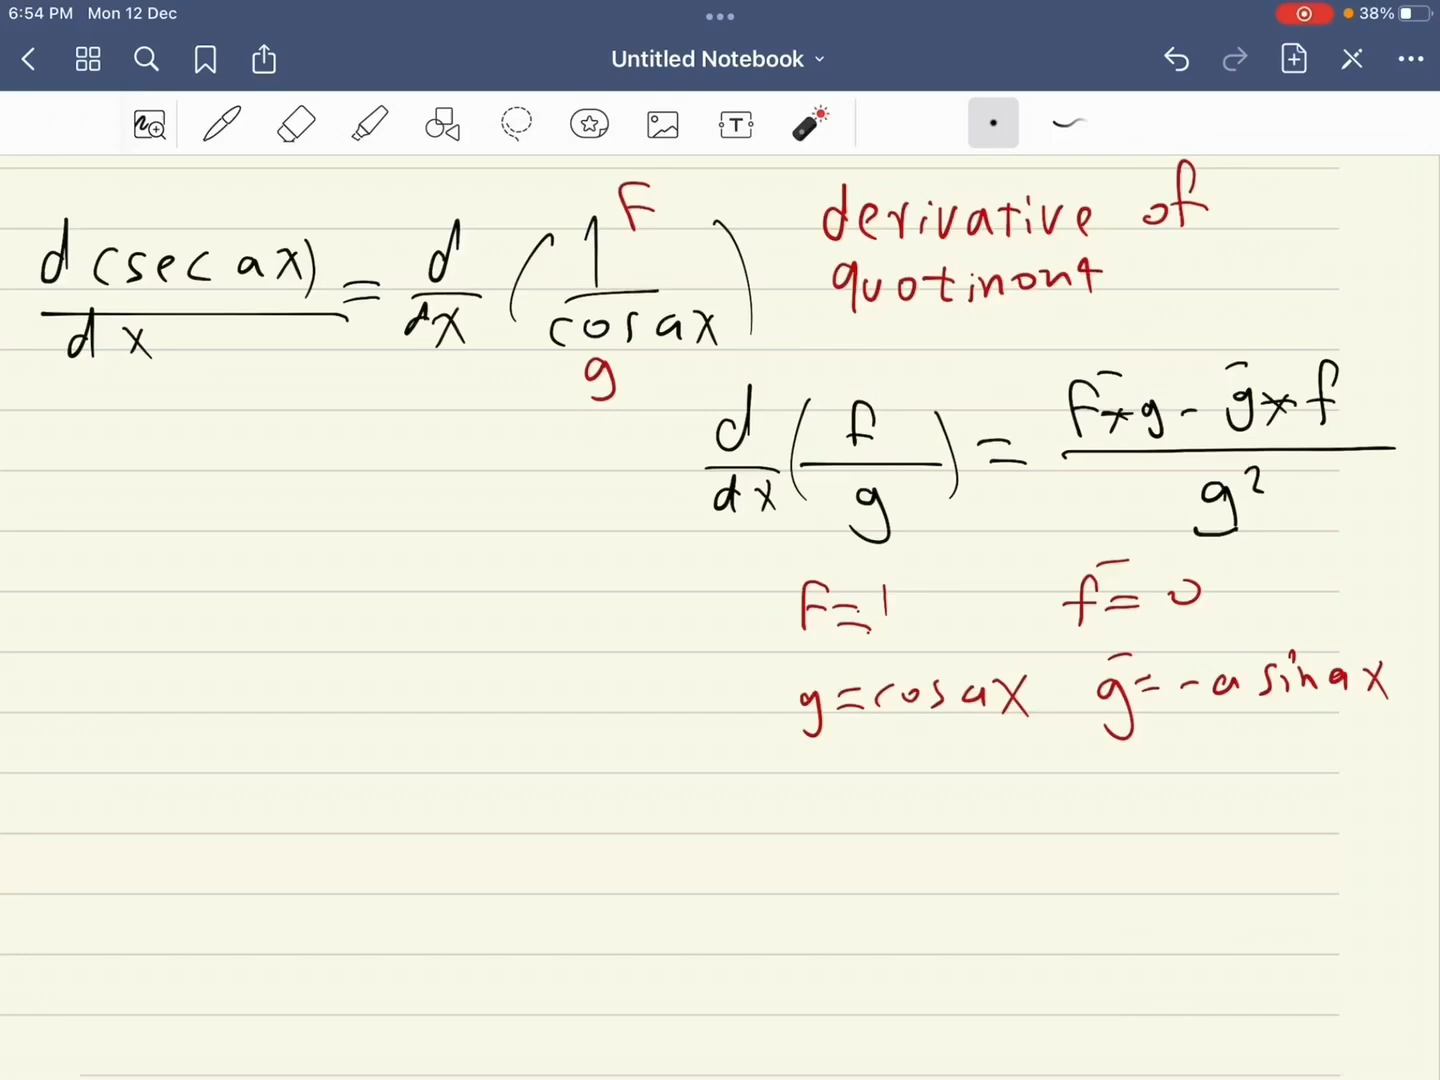 6:54 PM Mon 12 Dec
38%
Untitled Notebook
T
d(sec ax)/dx = d/dx (1/cos ax)
F
g
derivative of
quotinont
d/dx (f/g) = (F̄ * g - ḡ * f)/g²
F = 1 f̄ = 0
g = cos ax ḡ = -a sin ax